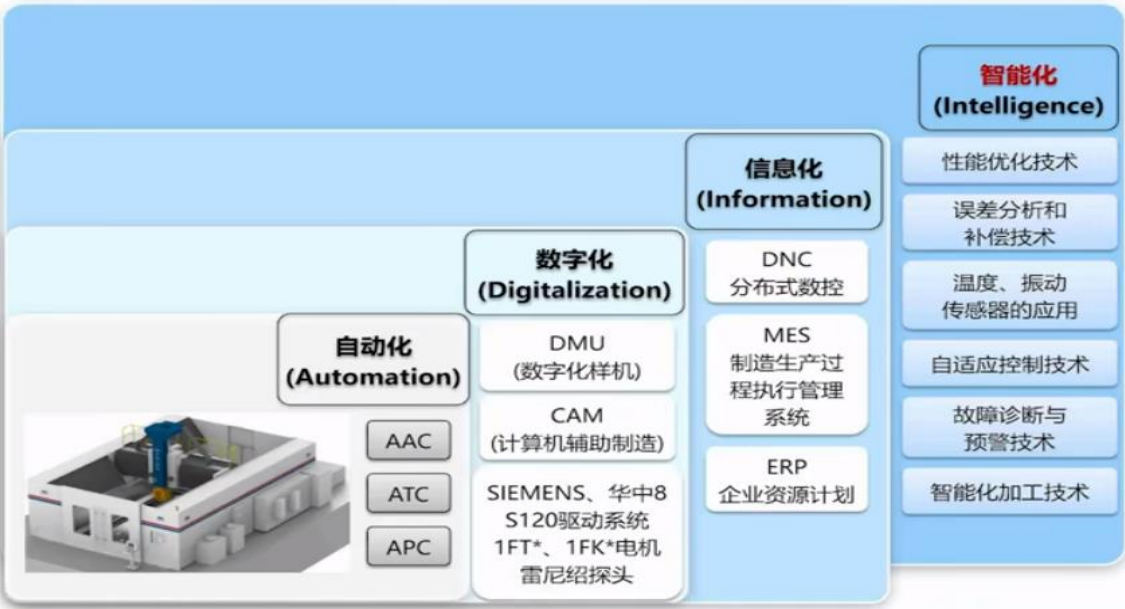 智能化
(Intelligence)
性能优化技术
误差分析和
补偿技术
温度、振动
传感器的应用
自适应控制技术
故障诊断与
预警技术
智能化加工技术
信息化
(Information)
DNC
分布式数控
MES
制造生产过
程执行管理
系统
ERP
企业资源计划
数字化
(Digitalization)
DMU
(数字化样机)
CAM
(计算机辅助制造)
SIEMENS、华中8
S120驱动系统
1FT*、1FK*电机
雷尼绍探头
自动化
(Automation)
AAC
ATC
APC